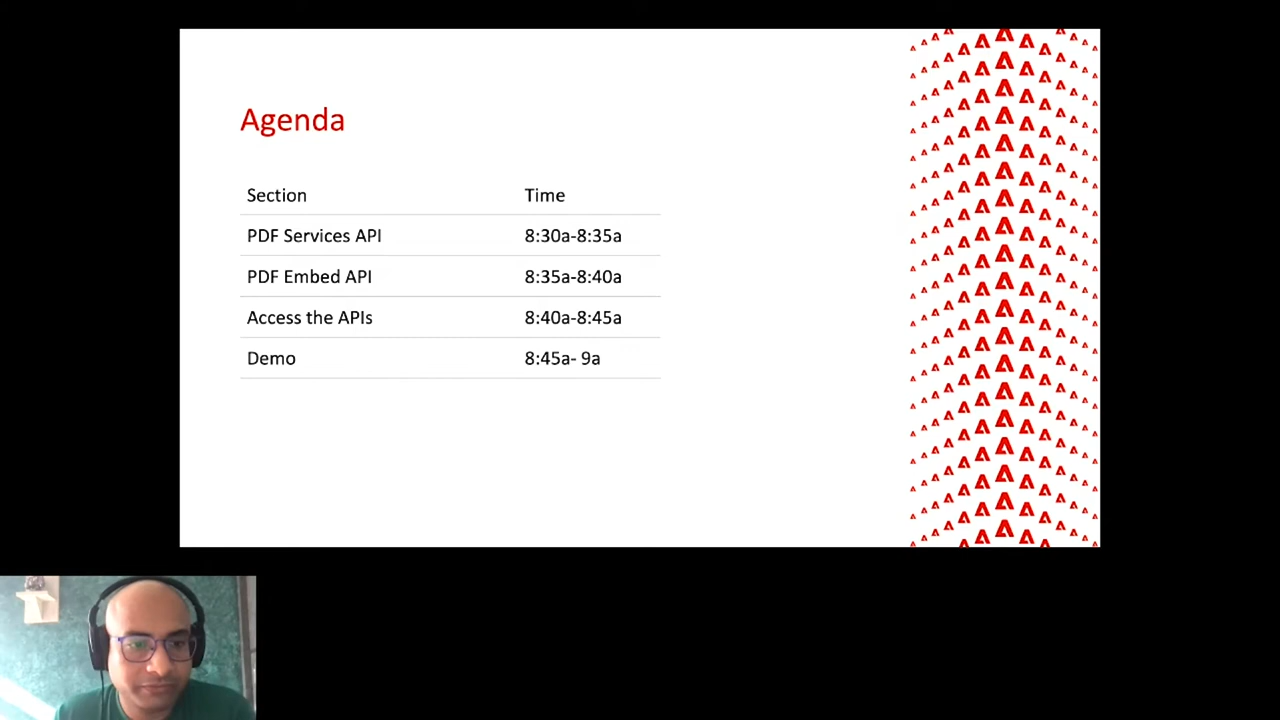 Agenda
Section Time
PDF Services API 8:30a-8:35a
PDF Embed API 8:35a-8:40a
Access the APIs 8:40a-8:45a
Demo 8:45a- 9a